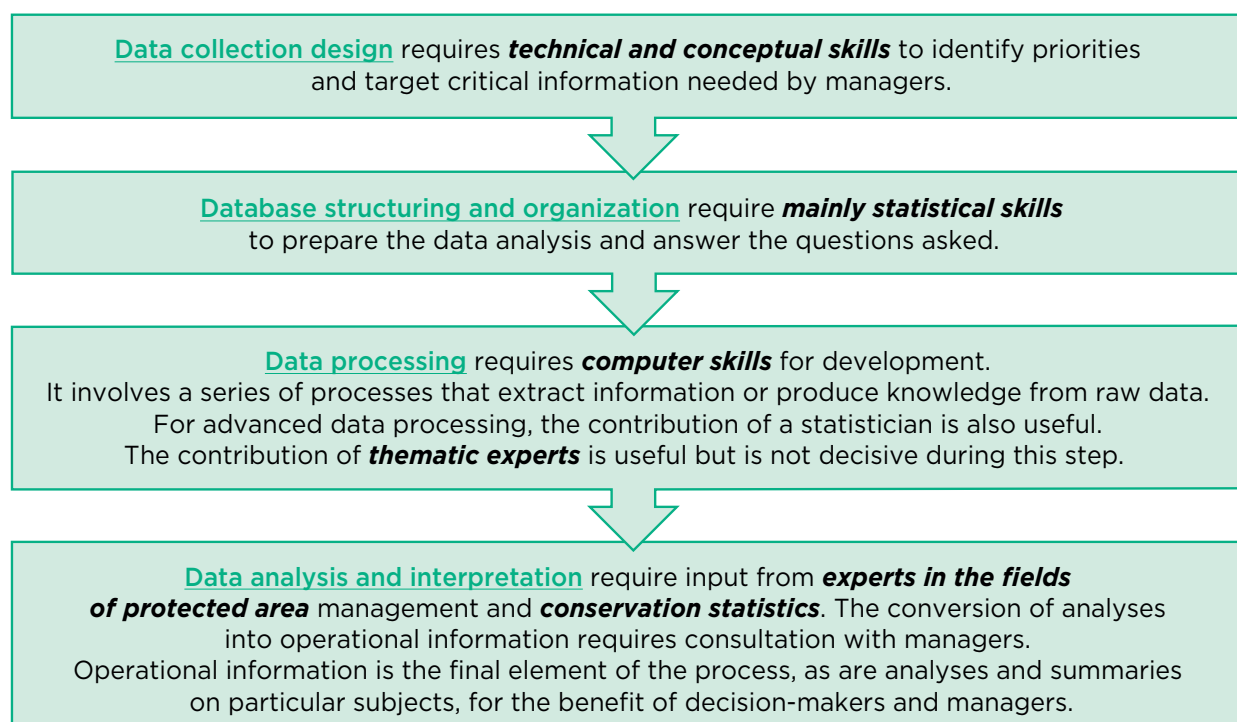 Data collection design requires technical and conceptual skills to identify priorities
and target critical information needed by managers.
Database structuring and organization require mainly statistical skills
to prepare the data analysis and answer the questions asked.
Data processing requires computer skills for development.
It involves a series of processes that extract information or produce knowledge from raw data.
For advanced data processing, the contribution of a statistician is also useful.
The contribution of thematic experts is useful but is not decisive during this step.
Data analysis and interpretation require input from experts in the fields
of protected area management and conservation statistics. The conversion of analyses
into operational information requires consultation with managers.
Operational information is the final element of the process, as are analyses and summaries
on particular subjects, for the benefit of decision-makers and managers.